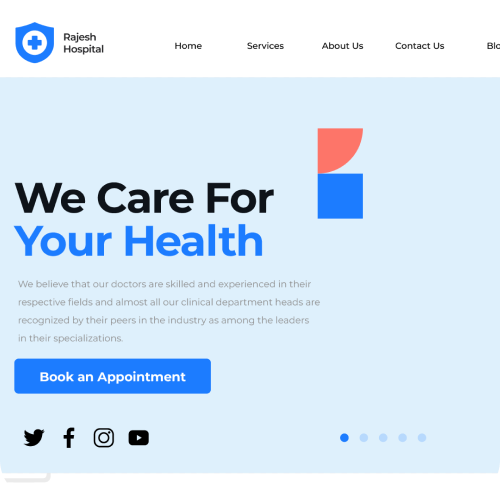 Rajesh
Hospital
Home Services About Us Contact Us
We Care For
Your Health
We believe that our doctors are skilled and experienced in their
respective fields and almost all our clinical department heads are
recognized by their peers in the industry as among the leaders
in their specializations.
Book an Appointment